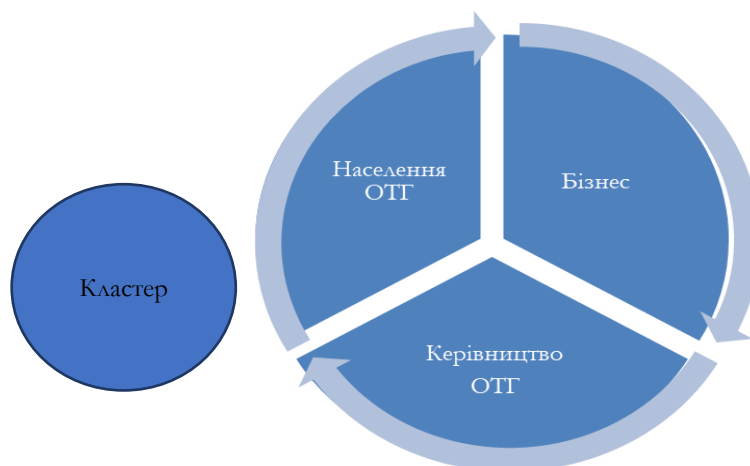 Населення
ОТГ
Бізнес
Кластер
Керівництво
ОТГ